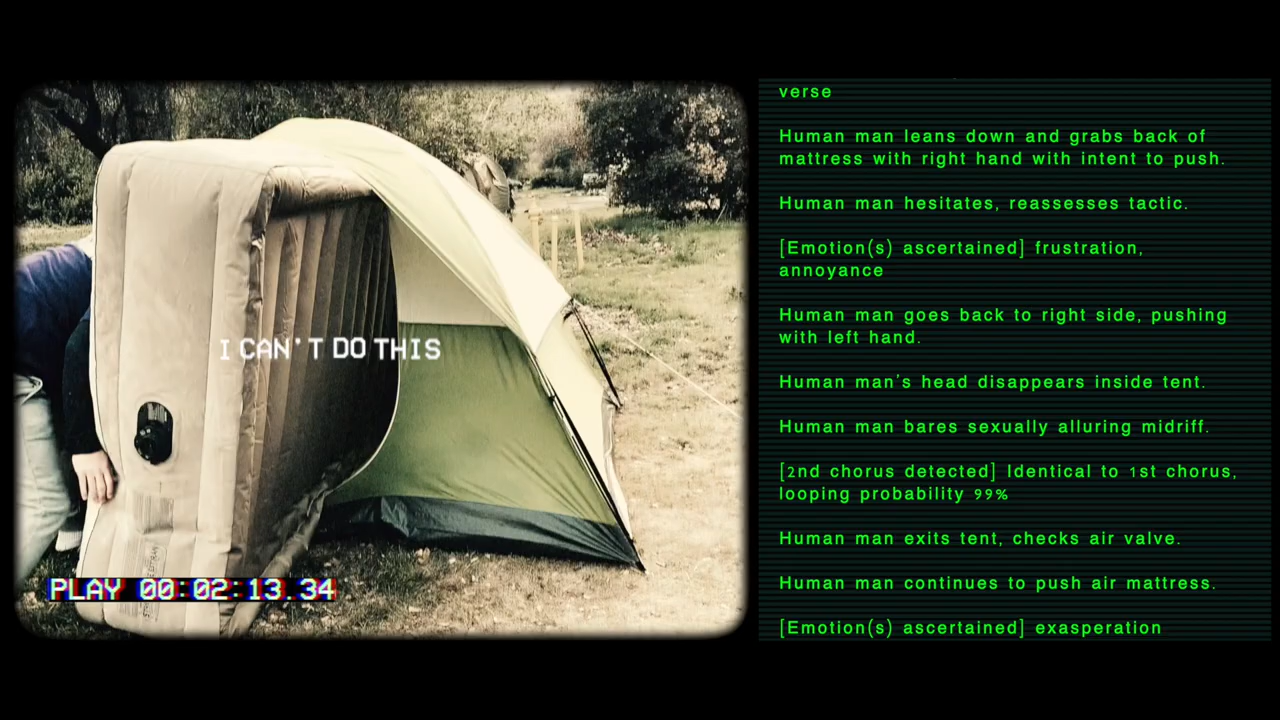 I CAN'T DO THIS
PLAY 00:02:13.34
verse
Human man leans down and grabs back of
mattress with right hand with intent to push.
Human man hesitates, reassesses tactic.
[Emotion(s) ascertained] frustration,
annoyance
Human man goes back to right side, pushing
with left hand.
Human man's head disappears inside tent.
Human man bares sexually alluring midriff.
[2nd chorus detected] Identical to 1st chorus,
looping probability 99%
Human man exits tent, checks air valve.
Human man continues to push air mattress.
[Emotion(s) ascertained] exasperation